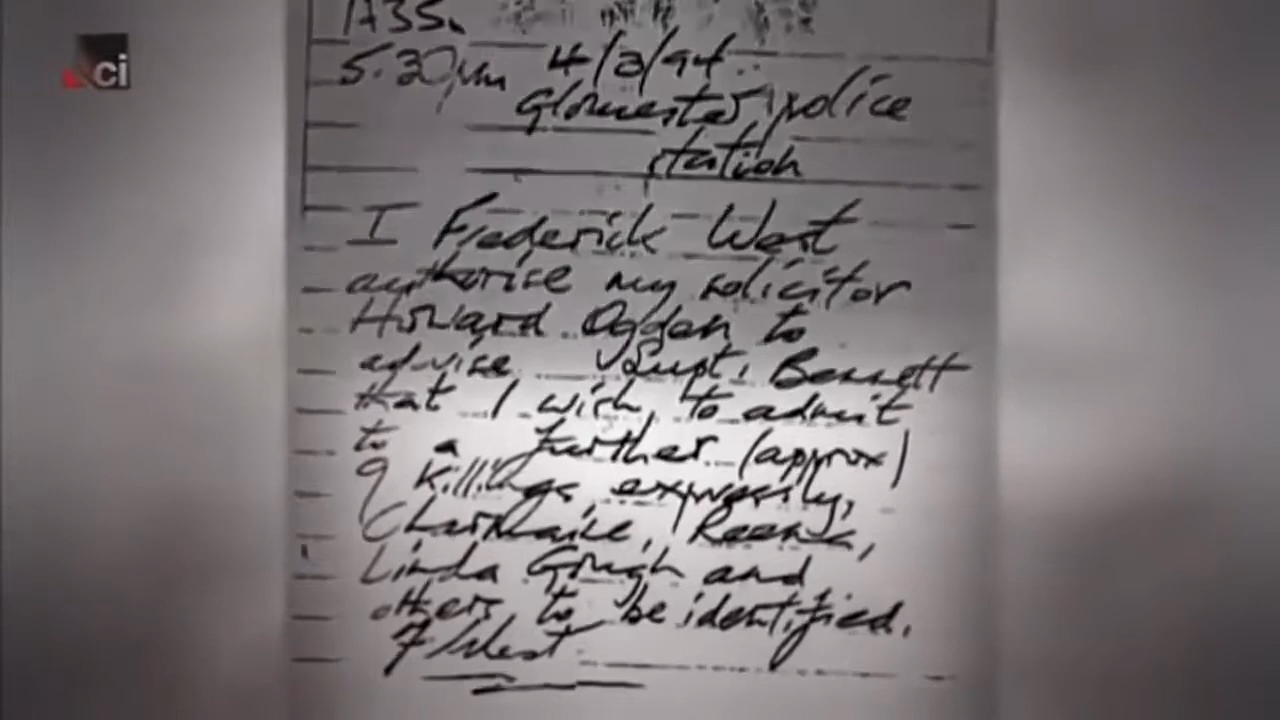 ci
A35.
5.30pm 4/3/94.
Gloucester police
station
I Frederick West
authorise my solicitor
Howard Ogden to
advise Supt. Bennett
that I wish to admit
to a further (approx)
9 killings expressly,
Charmaine, Reena,
Linda Gough and
others to be identified.
F West